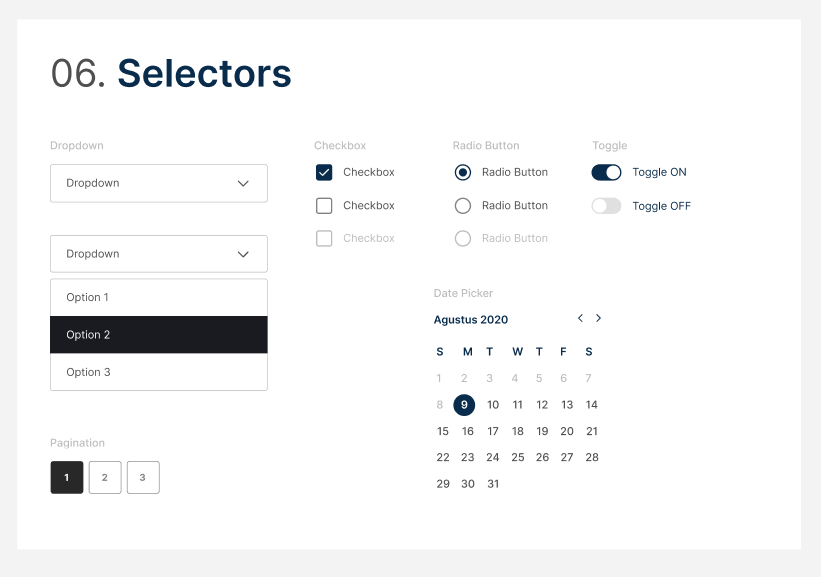 06. Selectors
Dropdown
Dropdown
Dropdown
Option 1
Option 2
Option 3
Pagination
1 2 3
Checkbox
Checkbox
Checkbox
Checkbox
Radio Button
Radio Button
Radio Button
Radio Button
Toggle
Toggle ON
Toggle OFF
Date Picker
Agustus 2020
S M T W T F S
1 2 3 4 5 6 7
8 9 10 11 12 13 14
15 16 17 18 19 20 21
22 23 24 25 26 27 28
29 30 31